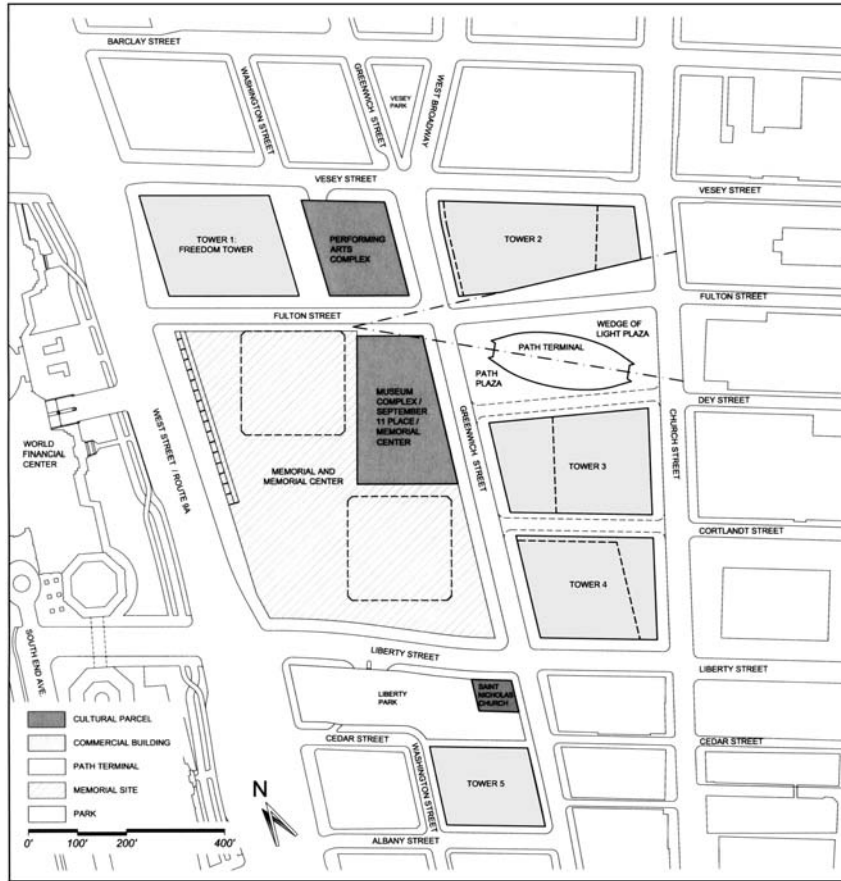 BARCLAY STREET
WASHINGTON STREET
GREENWICH STREET
VESEY
PARK
WEST BROADWAY
VESEY STREET
VESEY STREET
TOWER 1:
FREEDOM TOWER
PERFORMING
ARTS
COMPLEX
TOWER 2
FULTON STREET
FULTON STREET
WEDGE OF
LIGHT PLAZA
PATH TERMINAL
PATH
PLAZA
MUSEUM
COMPLEX /
SEPTEMBER
11 PLACE /
MEMORIAL
CENTER
DEY STREET
WORLD
FINANCIAL
CENTER
WEST STREET / ROUTE 9A
GREENWICH STREET
CHURCH STREET
MEMORIAL AND
MEMORIAL CENTER
TOWER 3
CORTLANDT STREET
TOWER 4
SOUTH END AVE.
LIBERTY STREET
LIBERTY STREET
LIBERTY
PARK
SAINT
NICHOLAS
CHURCH
CEDAR STREET
CEDAR STREET
WASHINGTON STREET
TOWER 5
ALBANY STREET
CULTURAL PARCEL
COMMERCIAL BUILDING
PATH TERMINAL
MEMORIAL SITE
PARK
N
0' 100' 200' 400'